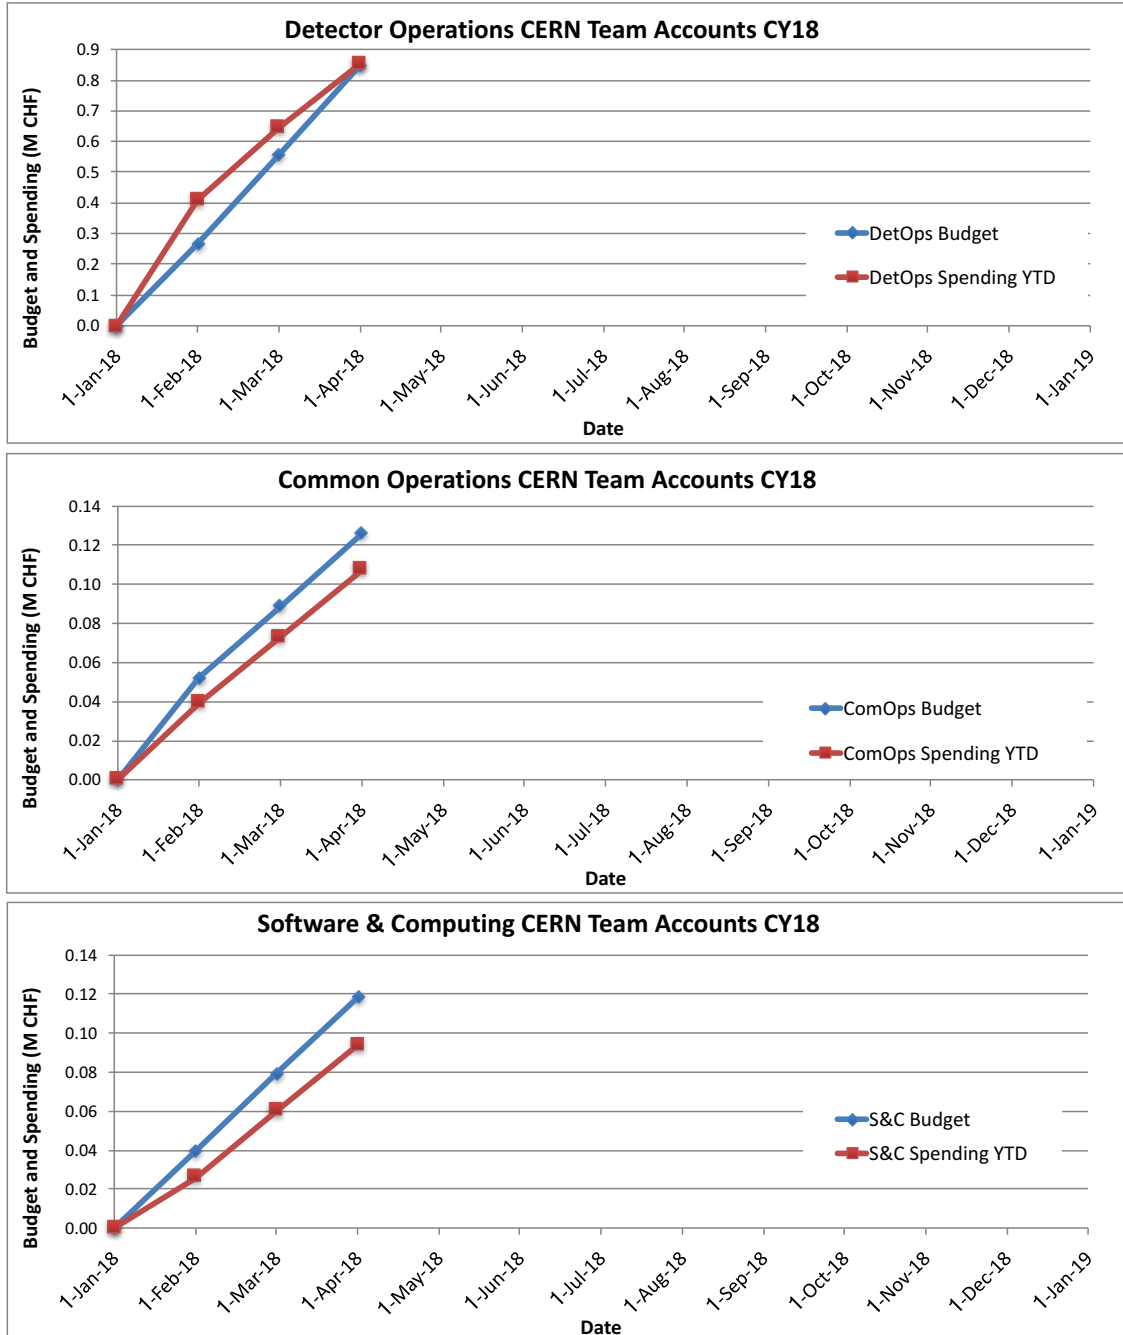 Detector Operations CERN Team Accounts CY18
Budget and Spending (M CHF)
0.9
0.8
0.7
0.6
0.5
0.4
0.3
0.2
0.1
0.0
DetOps Budget
DetOps Spending YTD
1-Jan-18
1-Feb-18
1-Mar-18
1-Apr-18
1-May-18
1-Jun-18
1-Jul-18
1-Aug-18
1-Sep-18
1-Oct-18
1-Nov-18
1-Dec-18
1-Jan-19
Date
Common Operations CERN Team Accounts CY18
Budget and Spending (M CHF)
0.14
0.12
0.10
0.08
0.06
0.04
0.02
0.00
ComOps Budget
ComOps Spending YTD
1-Jan-18
1-Feb-18
1-Mar-18
1-Apr-18
1-May-18
1-Jun-18
1-Jul-18
1-Aug-18
1-Sep-18
1-Oct-18
1-Nov-18
1-Dec-18
1-Jan-19
Date
Software & Computing CERN Team Accounts CY18
Budget and Spending (M CHF)
0.14
0.12
0.10
0.08
0.06
0.04
0.02
0.00
S&C Budget
S&C Spending YTD
1-Jan-18
1-Feb-18
1-Mar-18
1-Apr-18
1-May-18
1-Jun-18
1-Jul-18
1-Aug-18
1-Sep-18
1-Oct-18
1-Nov-18
1-Dec-18
1-Jan-19
Date